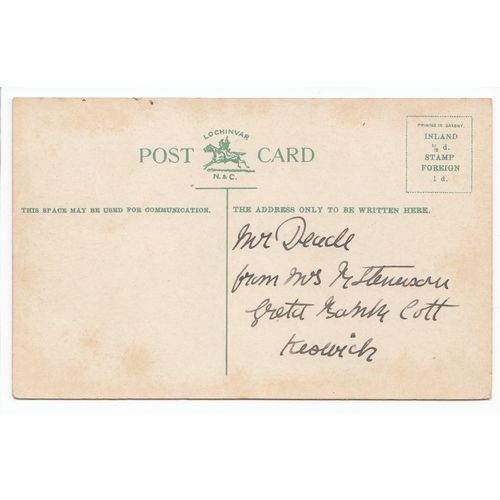 LOCHINVAR
POST CARD
N. & C.
PRINTED IN SAXONY.
INLAND
½ d.
STAMP
FOREIGN
1 d.
THIS SPACE MAY BE USED FOR COMMUNICATION.
THE ADDRESS ONLY TO BE WRITTEN HERE.
Mr
from Mrs Stevenson
Greta Bank Cott
Keswick